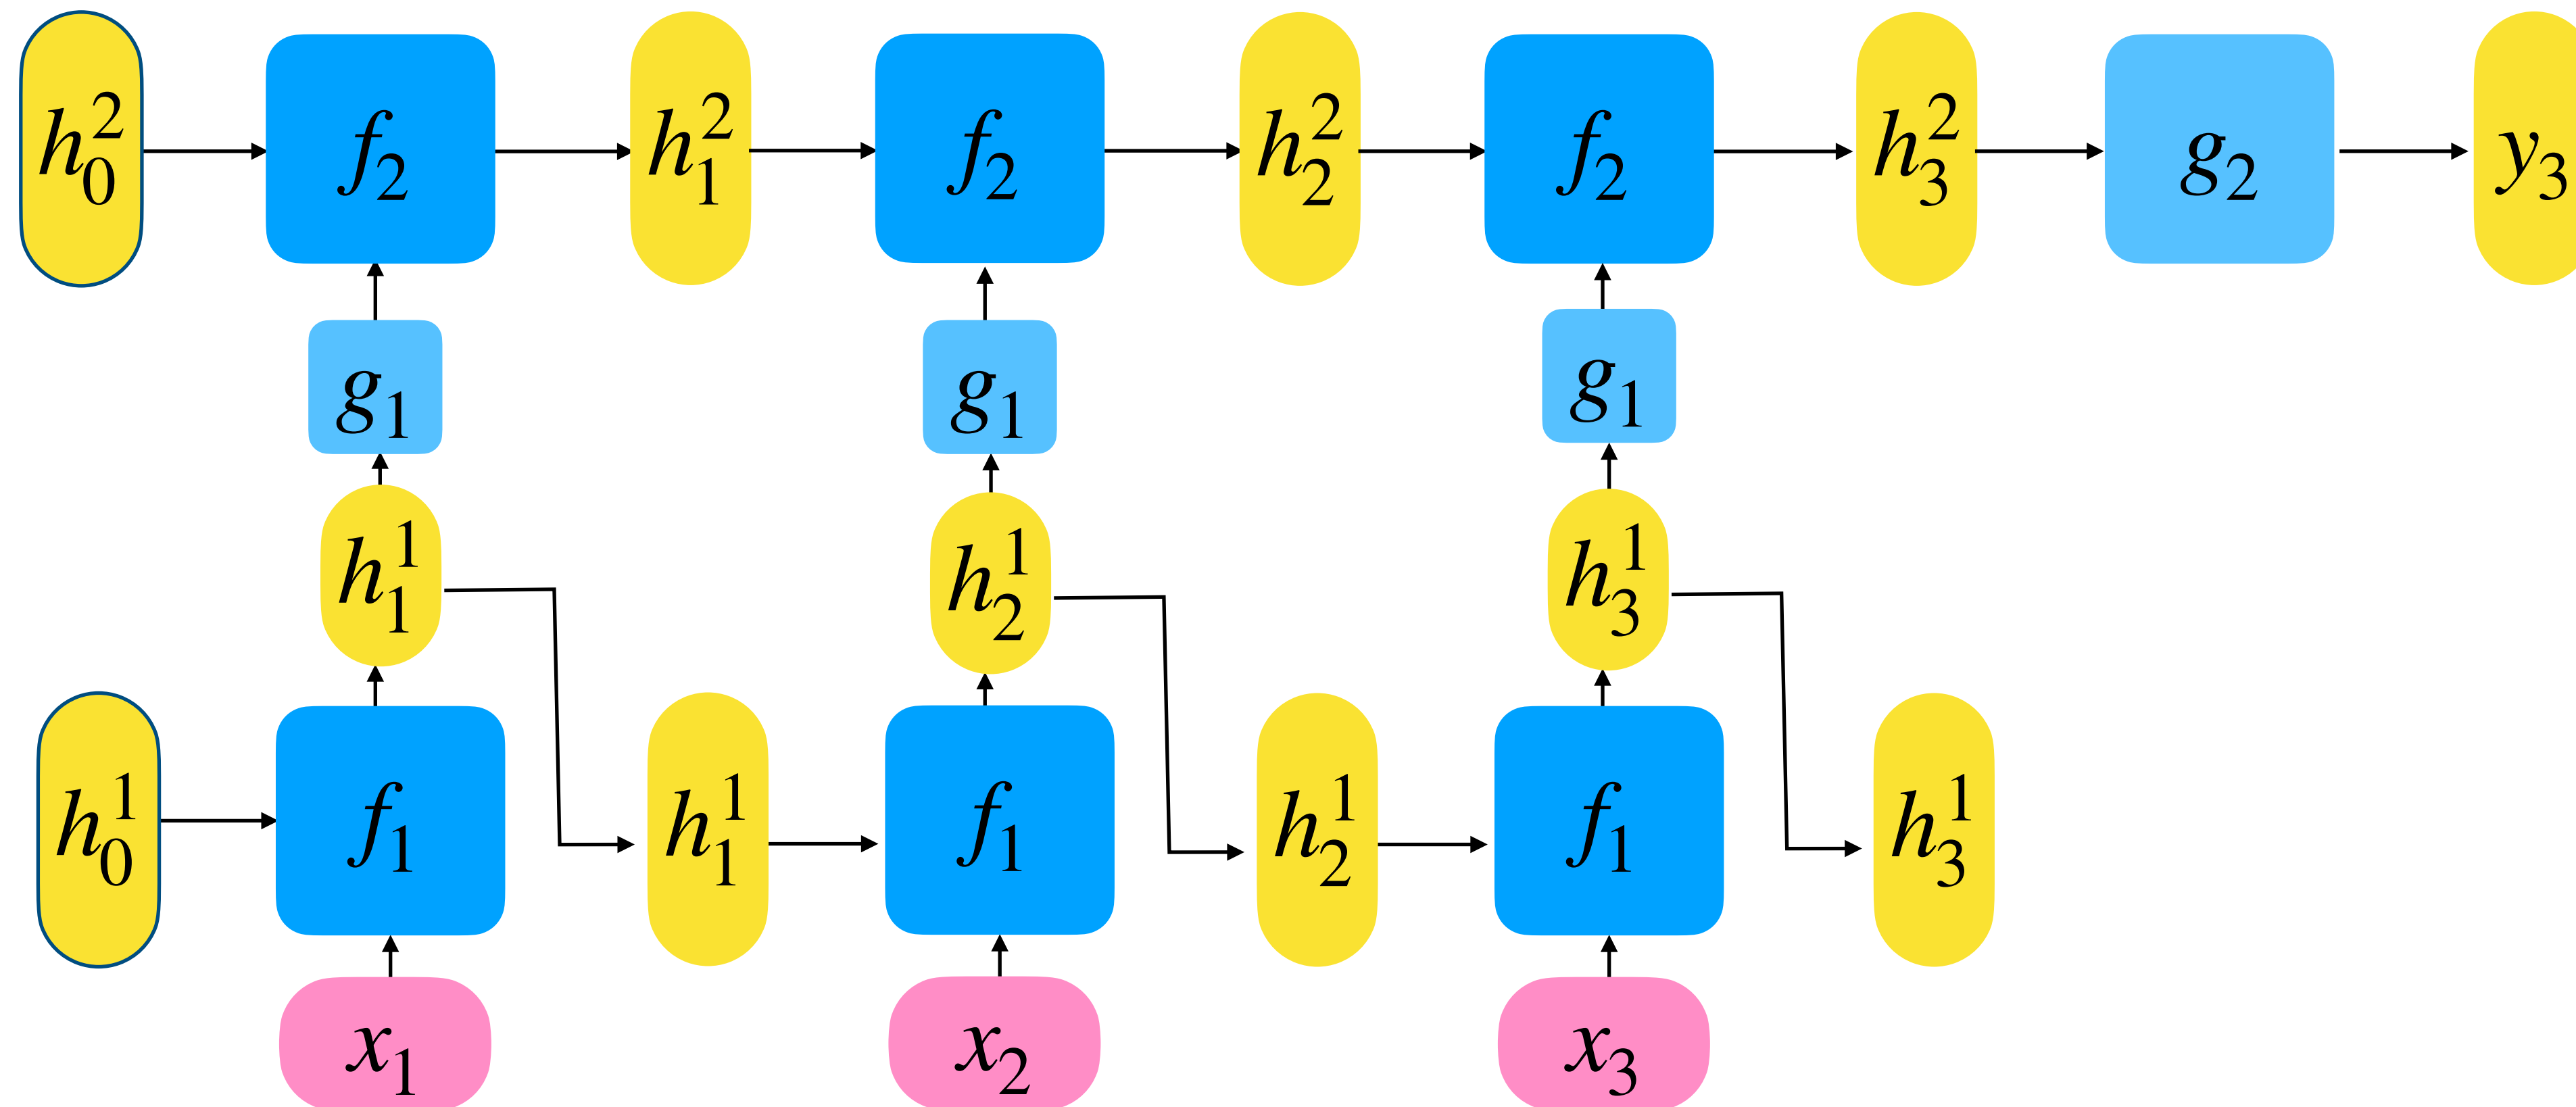 h_0^2 f_2 h_1^2 f_2 h_2^2 f_2 h_3^2 g_2 y_3
g_1 g_1 g_1
h_1^1 h_2^1 h_3^1
h_0^1 f_1 h_1^1 f_1 h_2^1 f_1 h_3^1
x_1 x_2 x_3